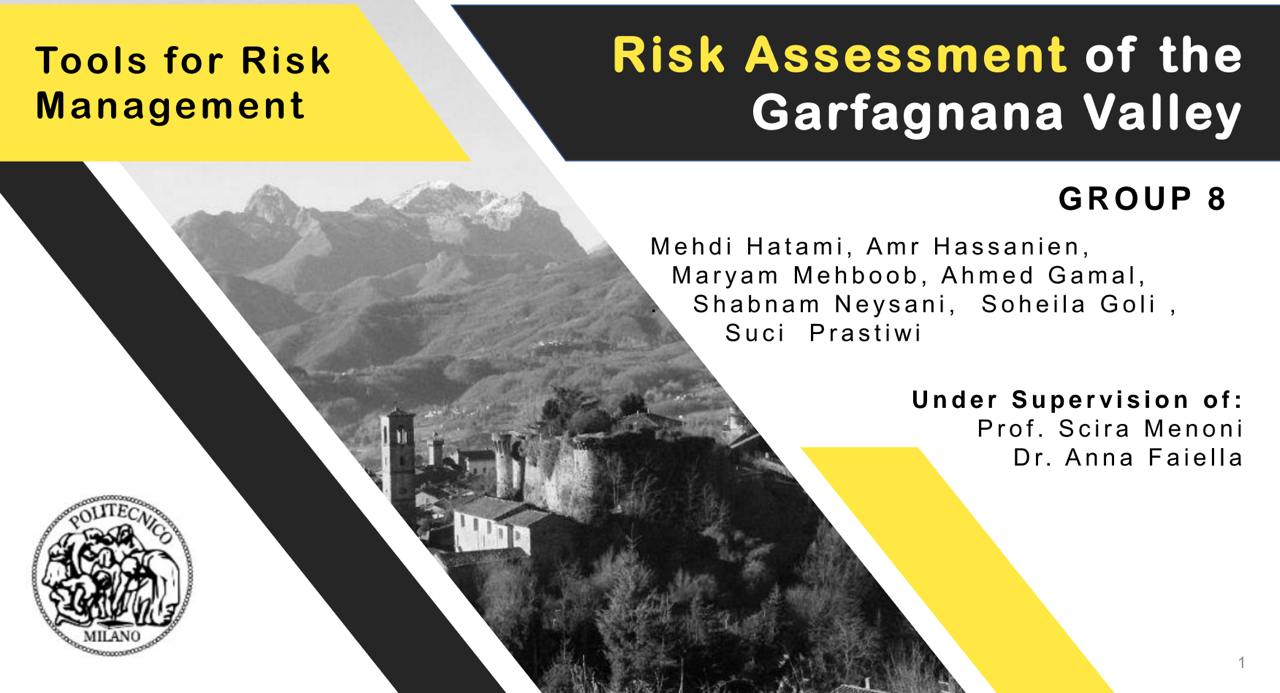 Tools for Risk
Management
Risk Assessment of the
Garfagnana Valley
GROUP 8
Mehdi Hatami, Amr Hassanien,
Maryam Mehboob, Ahmed Gamal,
. Shabnam Neysani, Soheila Goli ,
Suci Prastiwi
Under Supervision of:
Prof. Scira Menoni
Dr. Anna Faiella
POLITECNICO
MILANO
1